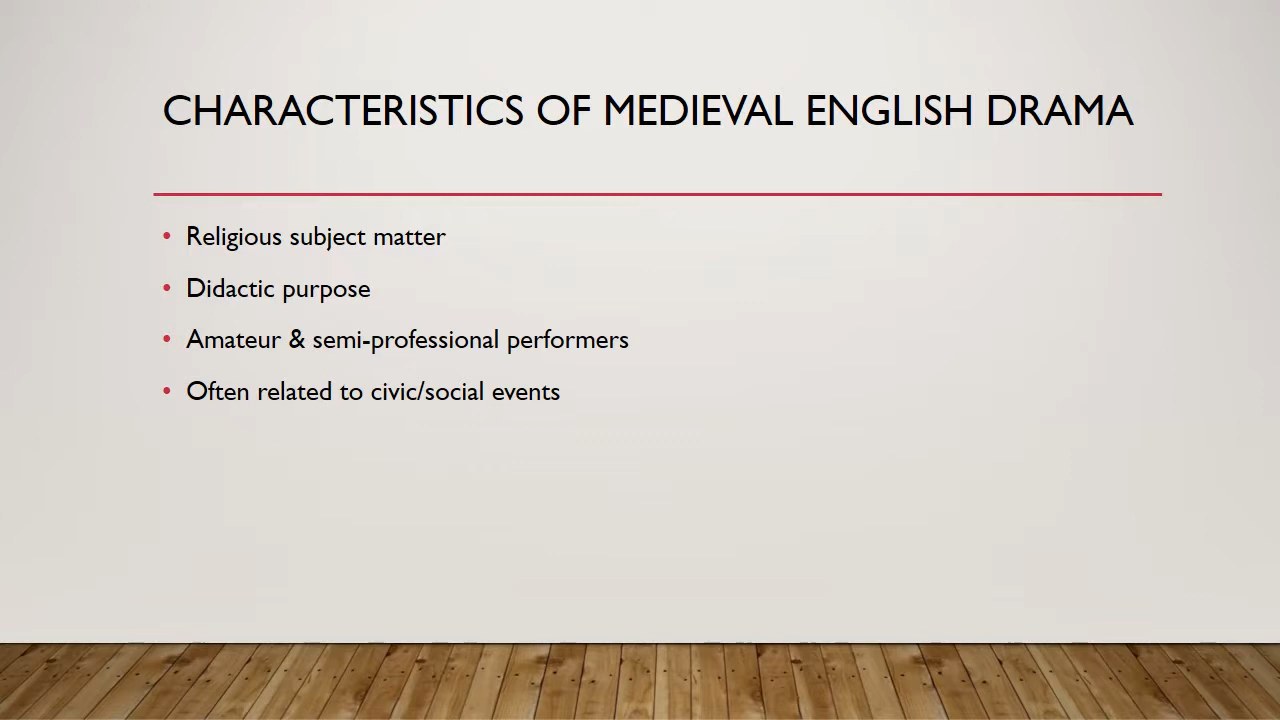 CHARACTERISTICS OF MEDIEVAL ENGLISH DRAMA
• Religious subject matter
• Didactic purpose
• Amateur & semi-professional performers
• Often related to civic/social events